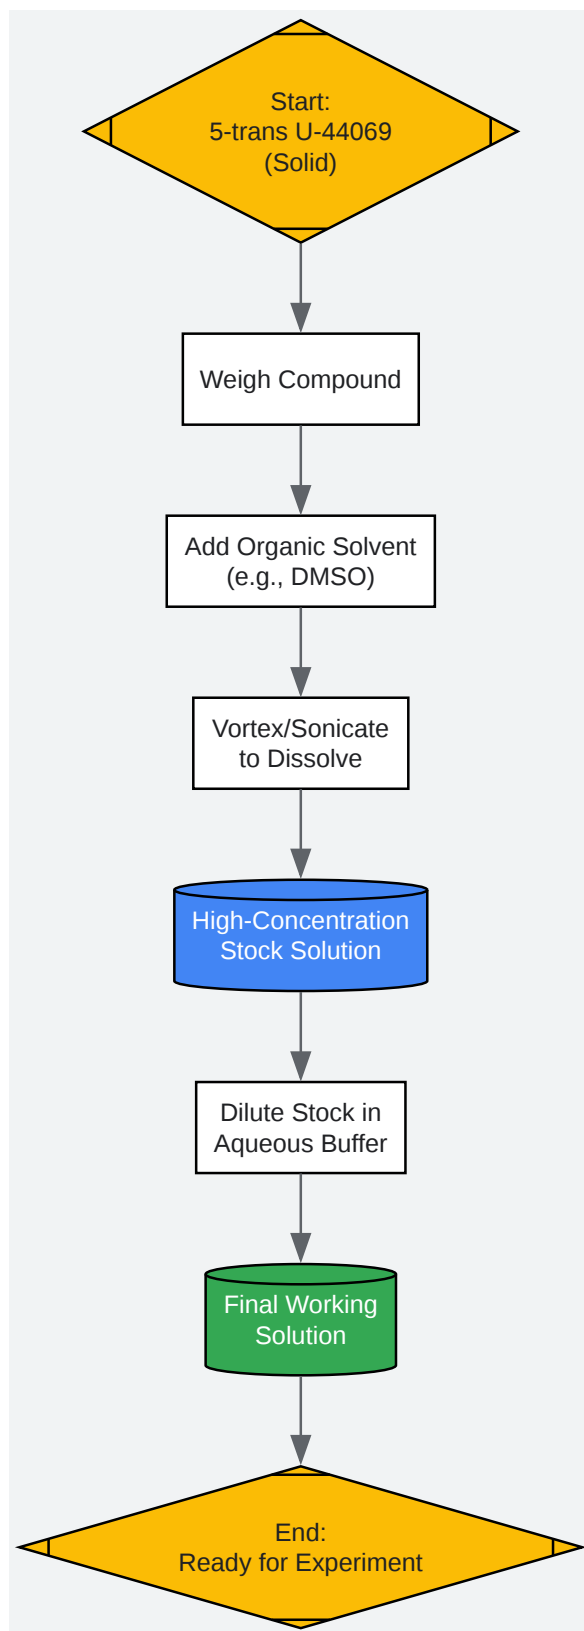 Start:
5-trans U-44069
(Solid)
Weigh Compound
Add Organic Solvent
(e.g., DMSO)
Vortex/Sonicate
to Dissolve
High-Concentration
Stock Solution
Dilute Stock in
Aqueous Buffer
Final Working
Solution
End:
Ready for Experiment